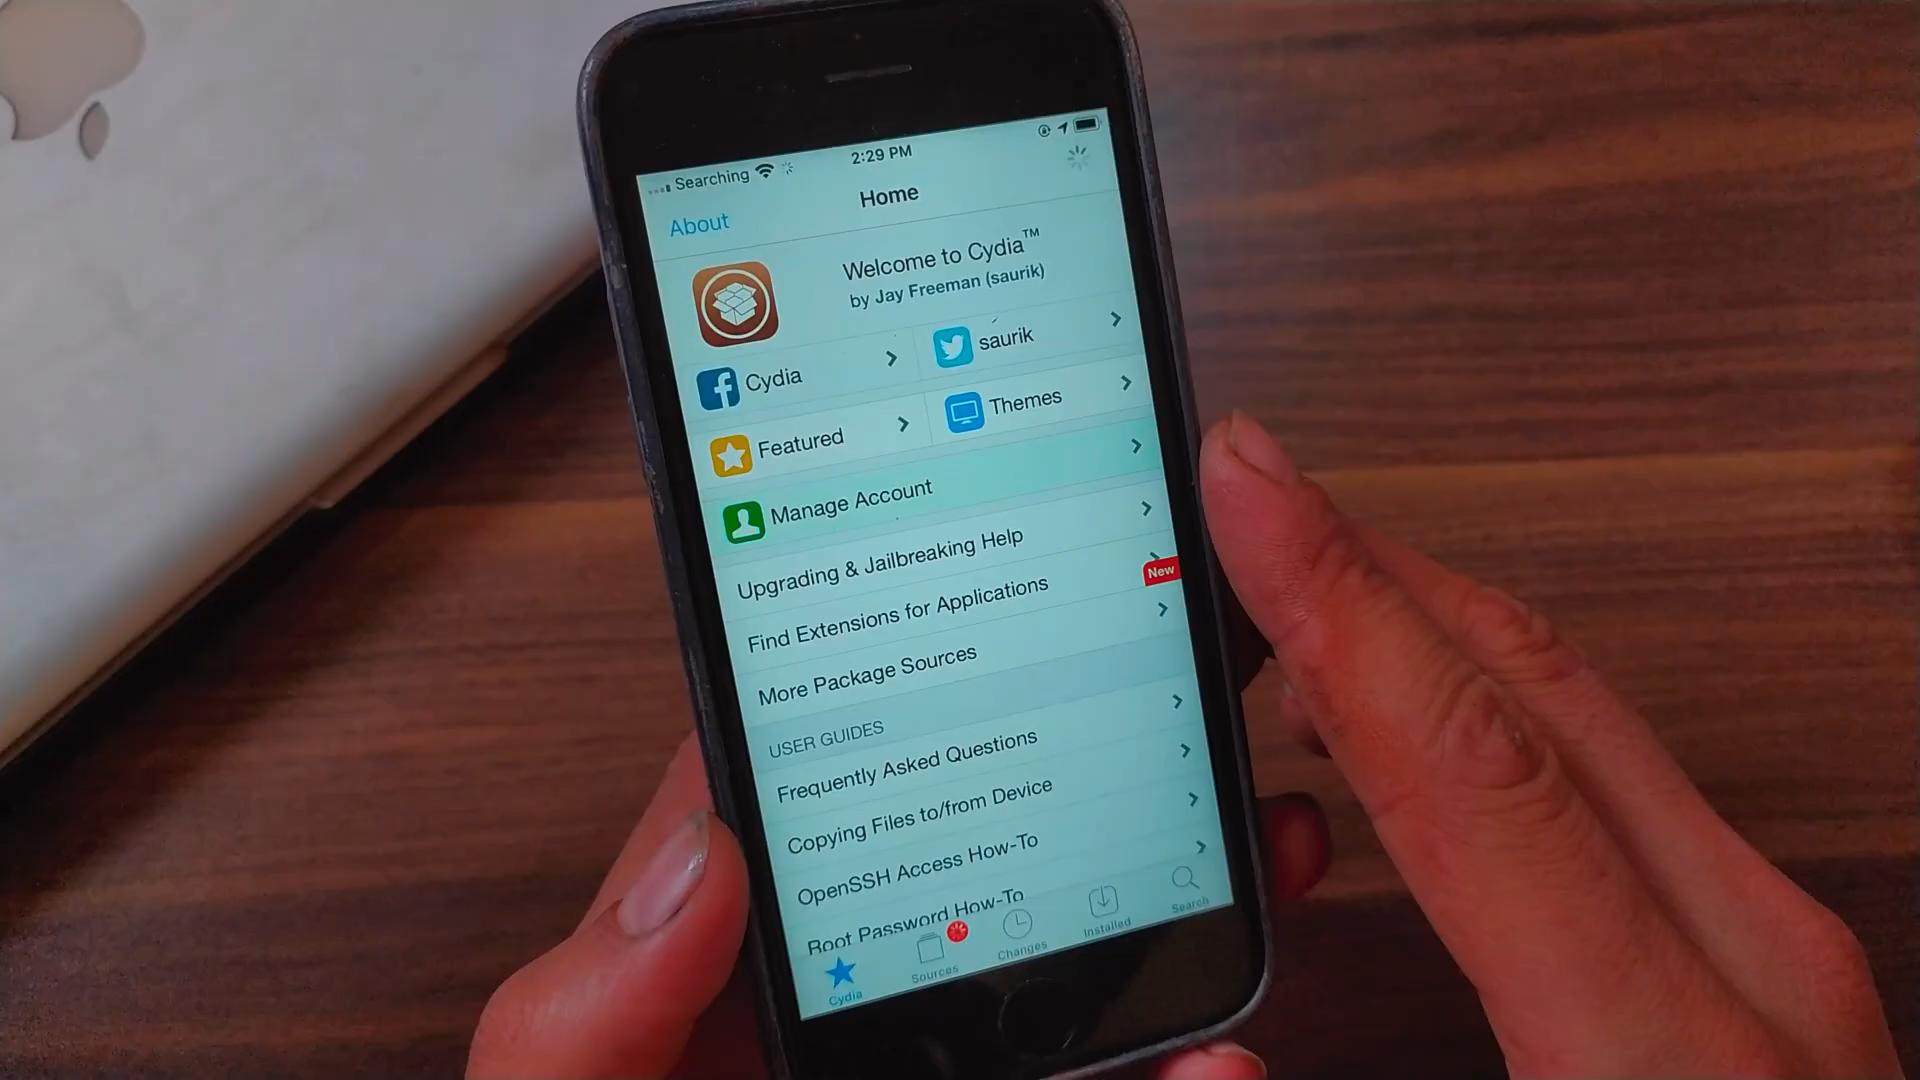 Searching 2:29 PM
About Home
Welcome to Cydia™
by Jay Freeman (saurik)
Cydia saurik
Featured Themes
Manage Account
Upgrading & Jailbreaking Help
Find Extensions for Applications
New
More Package Sources
USER GUIDES
Frequently Asked Questions
Copying Files to/from Device
OpenSSH Access How-To
Root Password How-To
Cydia Sources Changes Installed Search